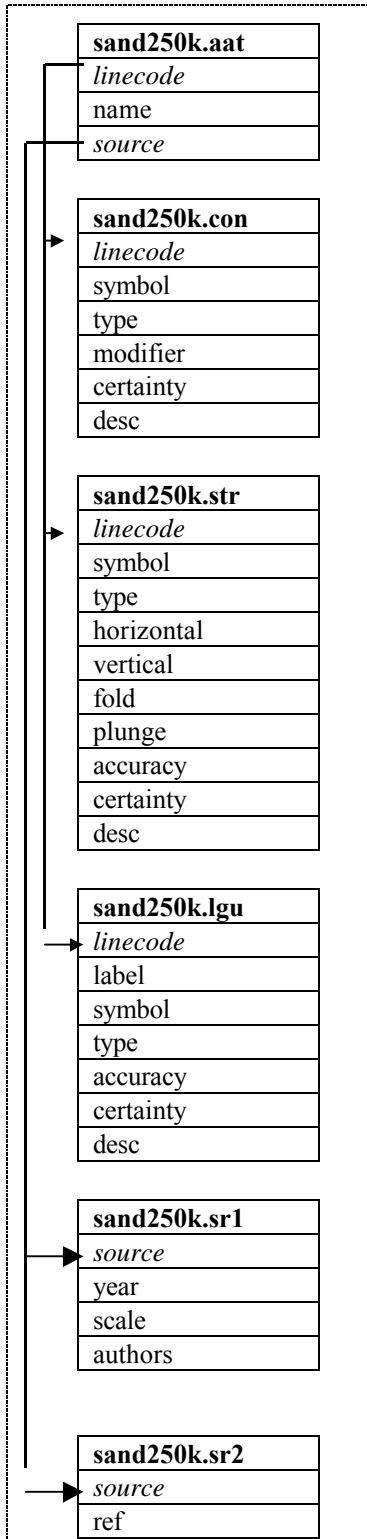 sand250k.aat
linecode
name
source
sand250k.con
linecode
symbol
type
modifier
certainty
desc
sand250k.str
linecode
symbol
type
horizontal
vertical
fold
plunge
accuracy
certainty
desc
sand250k.lgu
linecode
label
symbol
type
accuracy
certainty
desc
sand250k.sr1
source
year
scale
authors
sand250k.sr2
source
ref